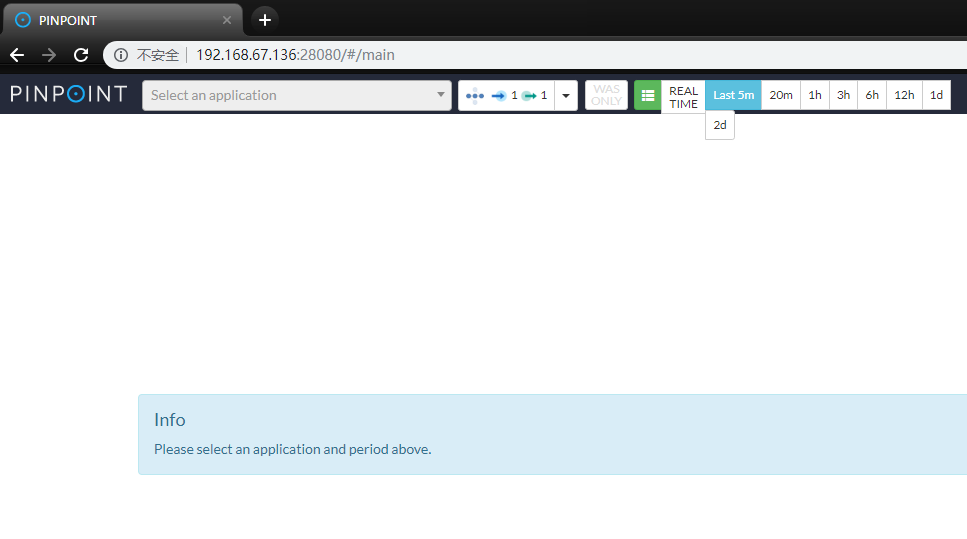 PINPOINT
不安全 192.168.67.136:28080/#/main
PINPOINT Select an application 1 1 WAS ONLY REAL TIME Last 5m 20m 1h 3h 6h 12h 1d
2d
Info
Please select an application and period above.